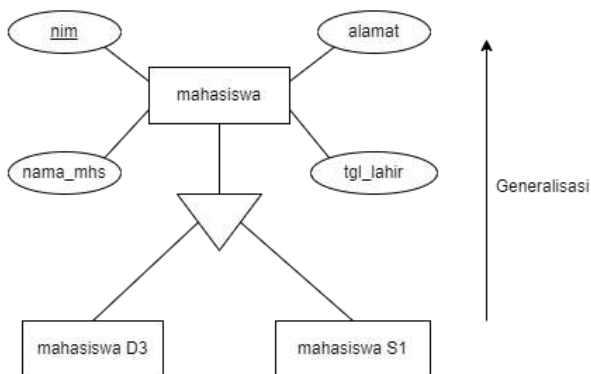 nim
alamat
mahasiswa
nama_mhs
tgl_lahir
Generalisasi
mahasiswa D3
mahasiswa S1